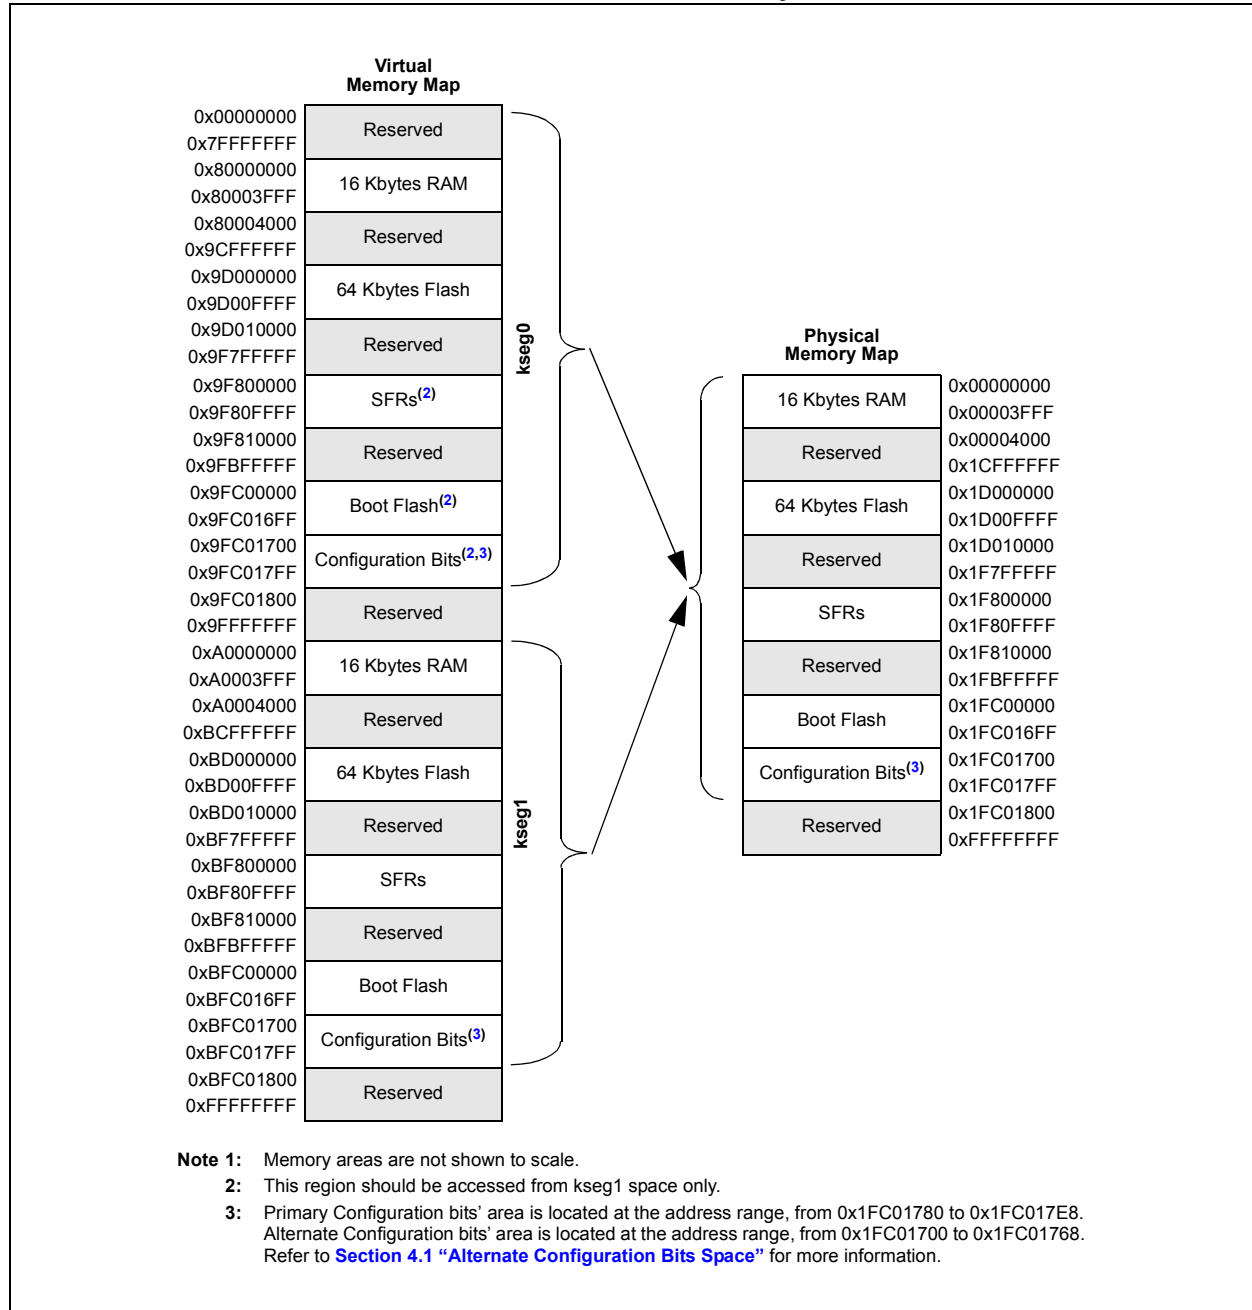 Virtual
Memory Map
0x00000000
0x7FFFFFFF
Reserved
0x80000000
0x80003FFF
16 Kbytes RAM
0x80004000
0x9CFFFFFF
Reserved
0x9D000000
0x9D00FFFF
64 Kbytes Flash
0x9D010000
0x9F7FFFFF
Reserved
0x9F800000
0x9F80FFFF
SFRs(2)
0x9F810000
0x9FBFFFFF
Reserved
0x9FC00000
0x9FC016FF
Boot Flash(2)
0x9FC01700
0x9FC017FF
Configuration Bits(2,3)
0x9FC01800
0x9FFFFFFF
Reserved
0xA0000000
0xA0003FFF
16 Kbytes RAM
0xA0004000
0xBCFFFFFF
Reserved
0xBD000000
0xBD00FFFF
64 Kbytes Flash
0xBD010000
0xBF7FFFFF
Reserved
0xBF800000
0xBF80FFFF
SFRs
0xBF810000
0xBFBFFFFF
Reserved
0xBFC00000
0xBFC016FF
Boot Flash
0xBFC01700
0xBFC017FF
Configuration Bits(3)
0xBFC01800
0xFFFFFFFF
Reserved
kseg0
kseg1
Physical
Memory Map
16 Kbytes RAM
0x00000000
0x00003FFF
Reserved
0x00004000
0x1CFFFFFF
64 Kbytes Flash
0x1D000000
0x1D00FFFF
Reserved
0x1D010000
0x1F7FFFFF
SFRs
0x1F800000
0x1F80FFFF
Reserved
0x1F810000
0x1FBFFFFF
Boot Flash
0x1FC00000
0x1FC016FF
Configuration Bits(3)
0x1FC01700
0x1FC017FF
Reserved
0x1FC01800
0xFFFFFFFF
Note 1: Memory areas are not shown to scale.
2: This region should be accessed from kseg1 space only.
3: Primary Configuration bits’ area is located at the address range, from 0x1FC01780 to 0x1FC017E8.
Alternate Configuration bits’ area is located at the address range, from 0x1FC01700 to 0x1FC01768.
Refer to Section 4.1 “Alternate Configuration Bits Space” for more information.